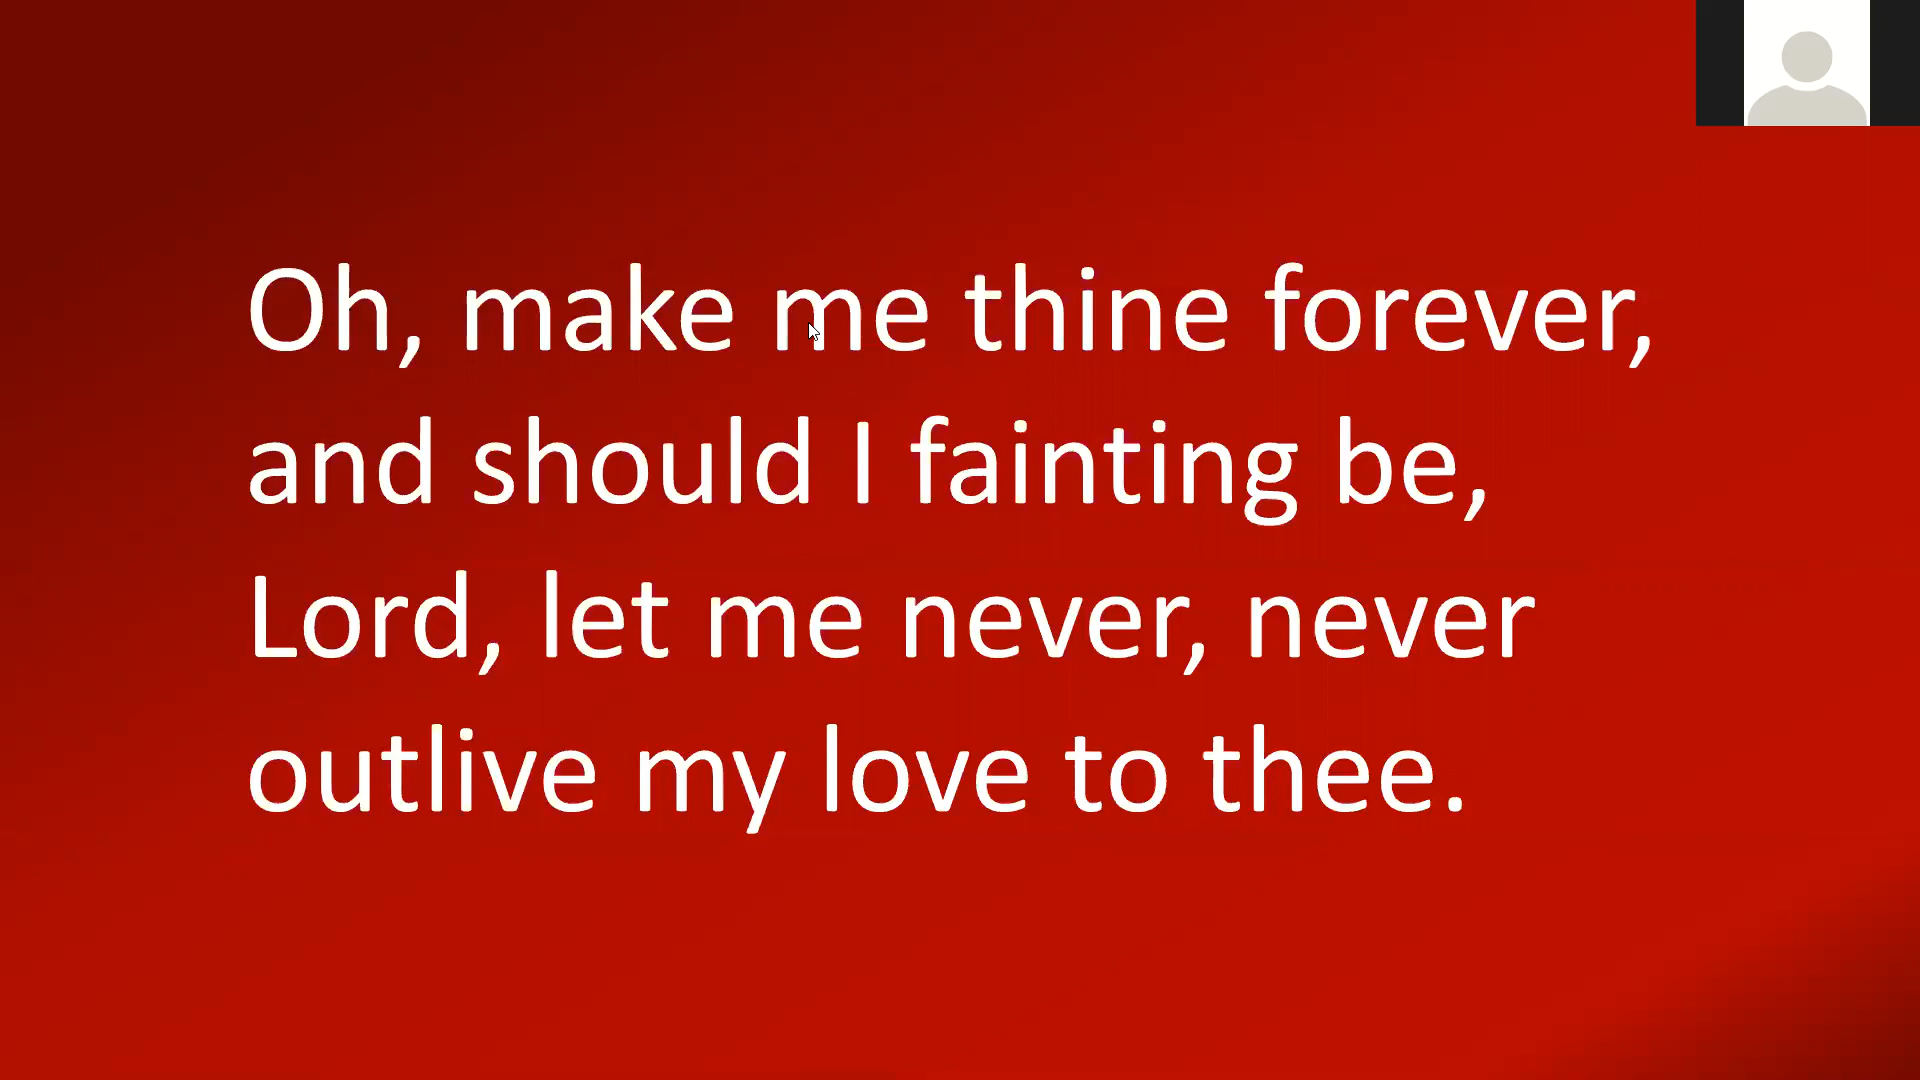 Oh, make me thine forever,
and should I fainting be,
Lord, let me never, never
outlive my love to thee.